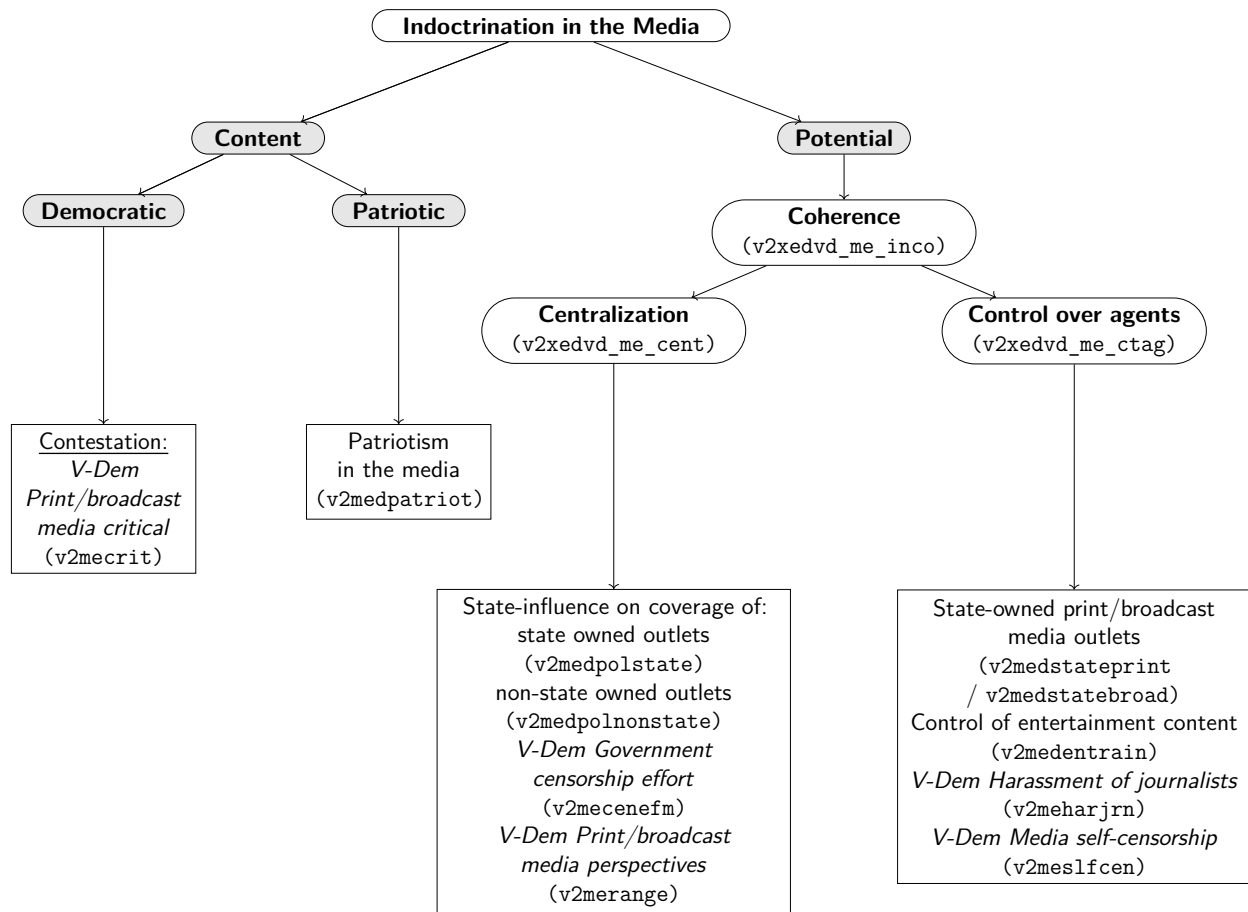 Indoctrination in the Media
Content
Potential
Democratic
Patriotic
Coherence
(v2xedvd_me_inco)
Centralization
(v2xedvd_me_cent)
Control over agents
(v2xedvd_me_ctag)
Contestation:
V-Dem
Print/broadcast
media critical
(v2mecrit)
Patriotism
in the media
(v2medpatriot)
State-influence on coverage of:
state owned outlets
(v2medpolstate)
non-state owned outlets
(v2medpolnonstate)
V-Dem Government
censorship effort
(v2mecenefm)
V-Dem Print/broadcast
media perspectives
(v2merange)
State-owned print/broadcast
media outlets
(v2medstateprint
/ v2medstatebroad)
Control of entertainment content
(v2medentrain)
V-Dem Harassment of journalists
(v2meharjrn)
V-Dem Media self-censorship
(v2meslfcen)